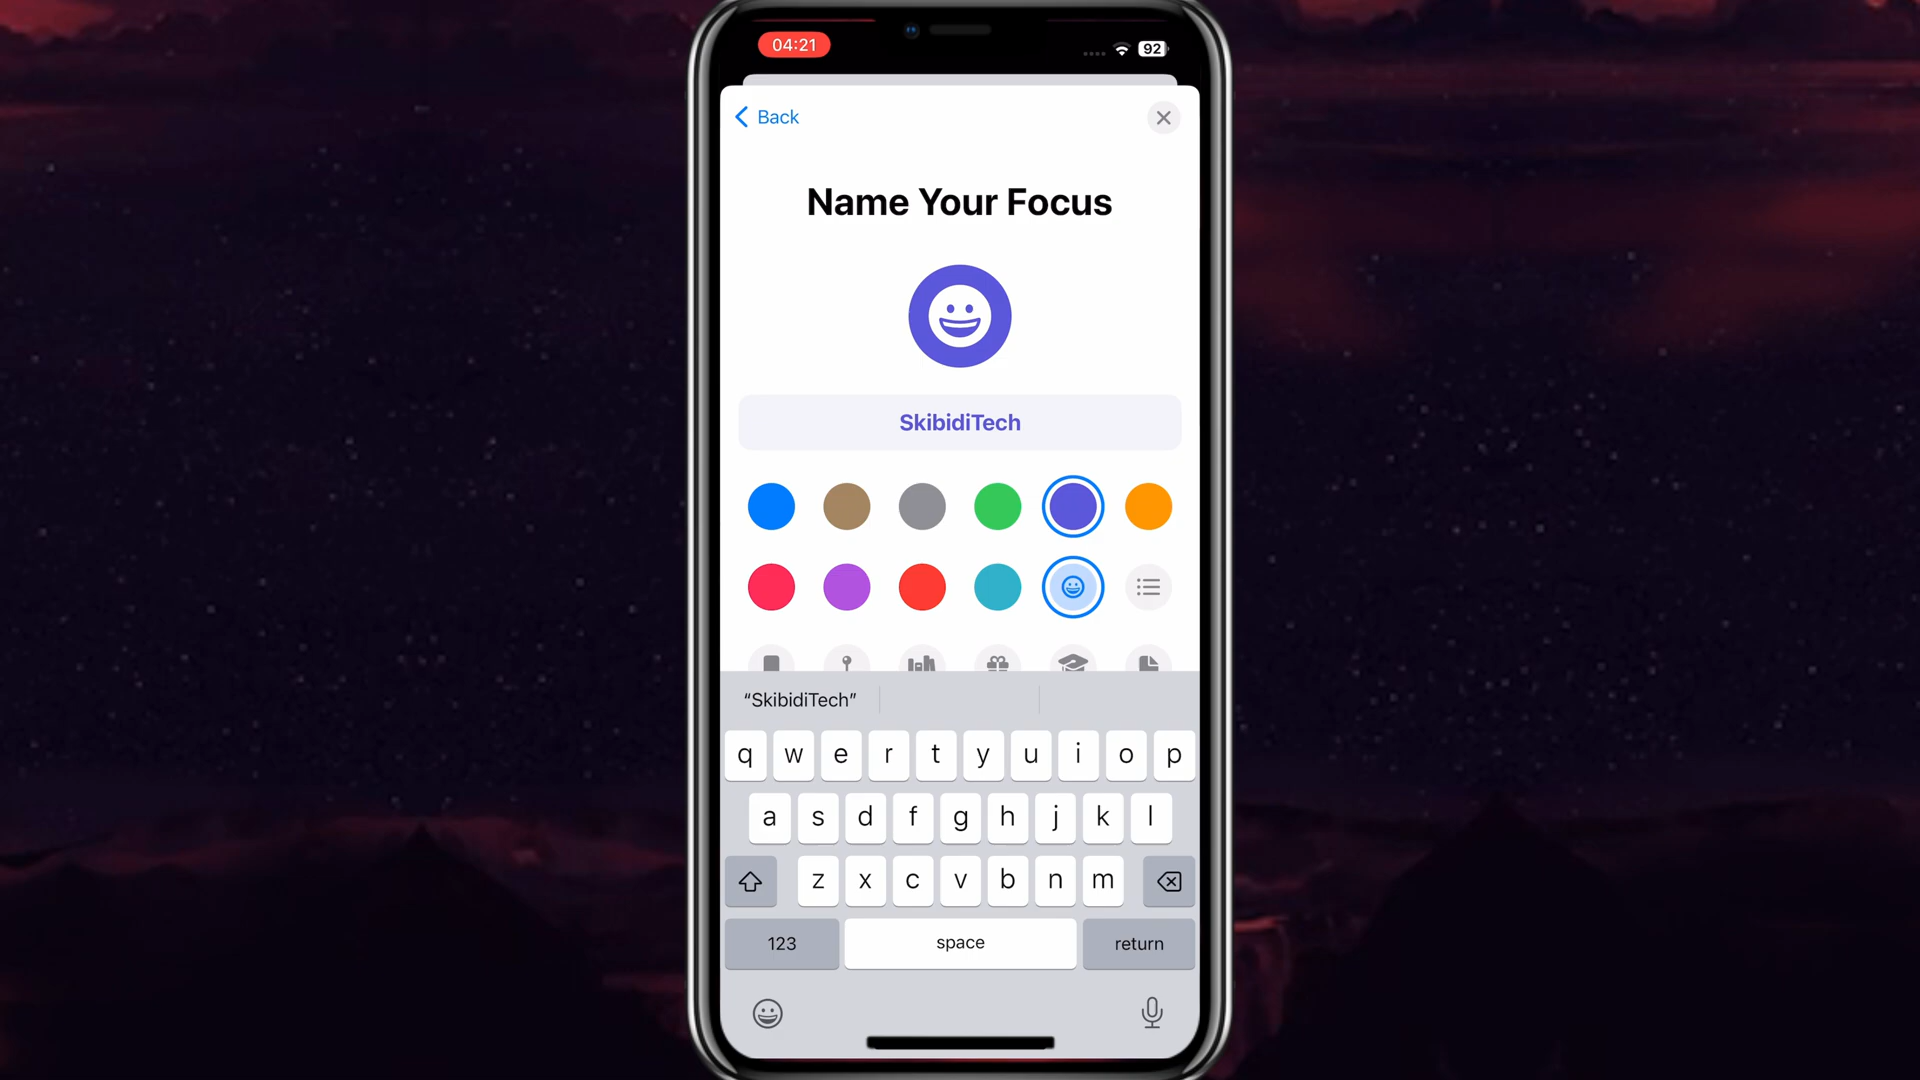 04:21
92
Back
Name Your Focus
SkibidiTech
“SkibidiTech”
q w e r t y u i o p
a s d f g h j k l
z x c v b n m
123 space return